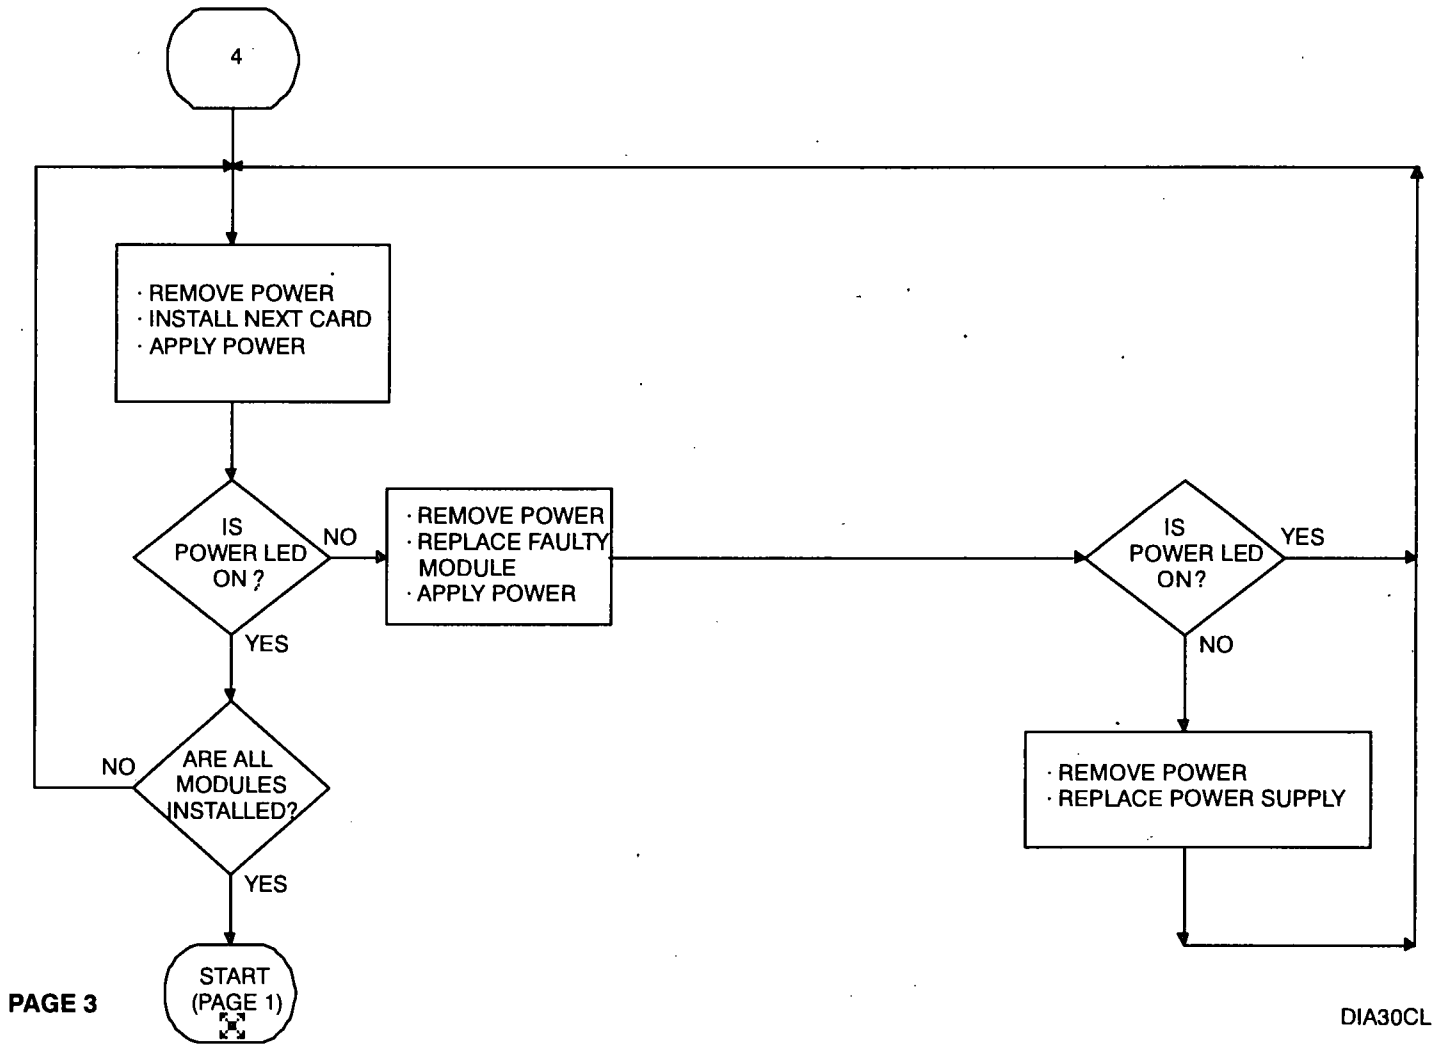 4
· REMOVE POWER
· INSTALL NEXT CARD
· APPLY POWER
IS
POWER LED
ON ?
NO
YES
· REMOVE POWER
· REPLACE FAULTY
MODULE
· APPLY POWER
IS
POWER LED
ON?
YES
NO
· REMOVE POWER
· REPLACE POWER SUPPLY
ARE ALL
MODULES
INSTALLED?
NO
YES
START
(PAGE 1)
PAGE 3
DIA30CL